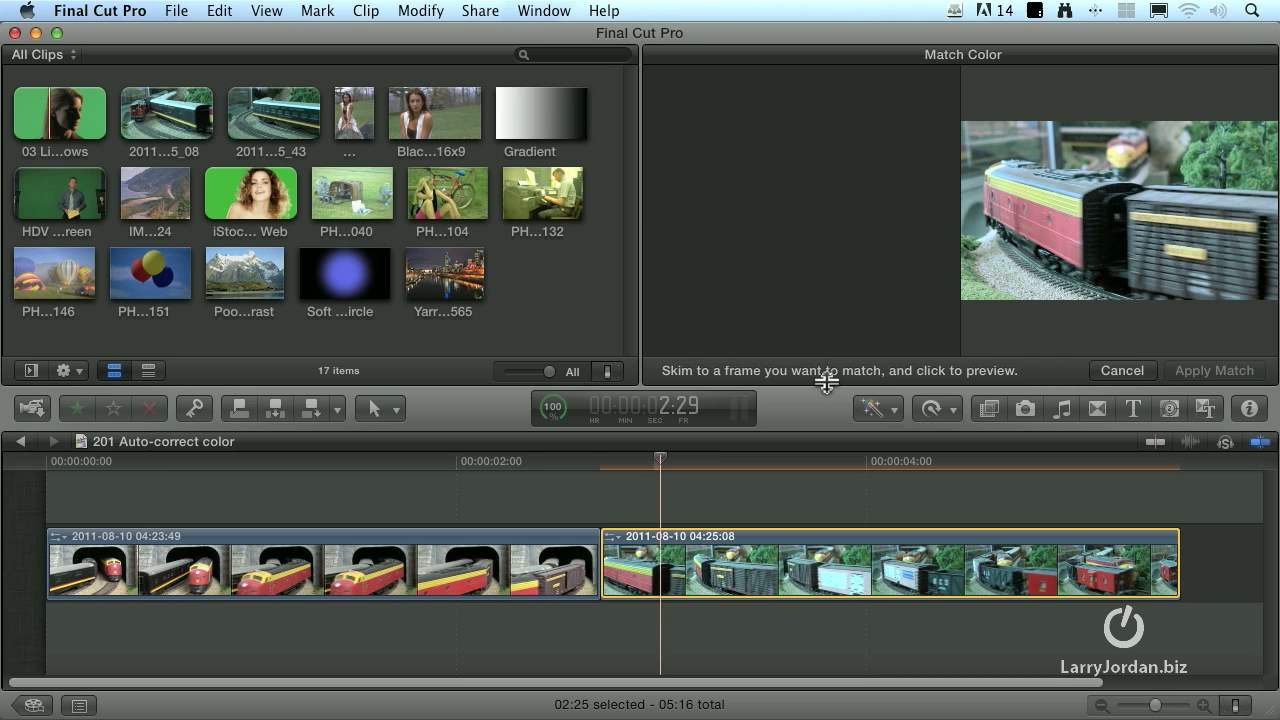 Final Cut Pro File Edit View Mark Clip Modify Share Window Help 14
Final Cut Pro
All Clips
Match Color
03 Li...ows 2011...5_08 2011...5_43 ... Blac...16x9 Gradient
HDV ...reen IM...24 iStoc... Web PH...040 PH...104 PH...132
PH...146 PH...151 Poo...rast Soft ...ircle Yarr...565
17 items All
Skim to a frame you want to match, and click to preview. Cancel Apply Match
100 % 00:00:02:29
HR MIN SEC FR
201 Auto-correct color
00:00:00:00 00:00:02:00 00:00:04:00
2011-08-10 04:23:49 2011-08-10 04:25:08
LarryJordan.biz
02:25 selected - 05:16 total